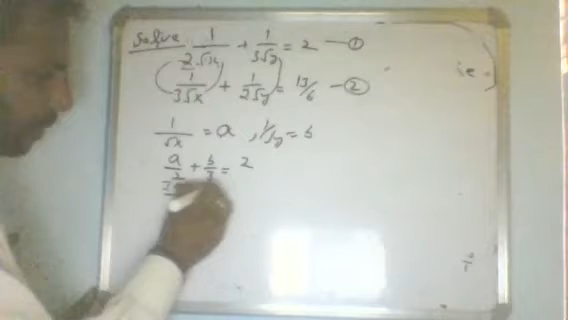 Solve 1/2√x + 1/3√y = 2 — ①
1/3√x + 1/2√y = 13/6 — ②
1/√x = a , 1/√y = b
a/2 + b/3 = 2